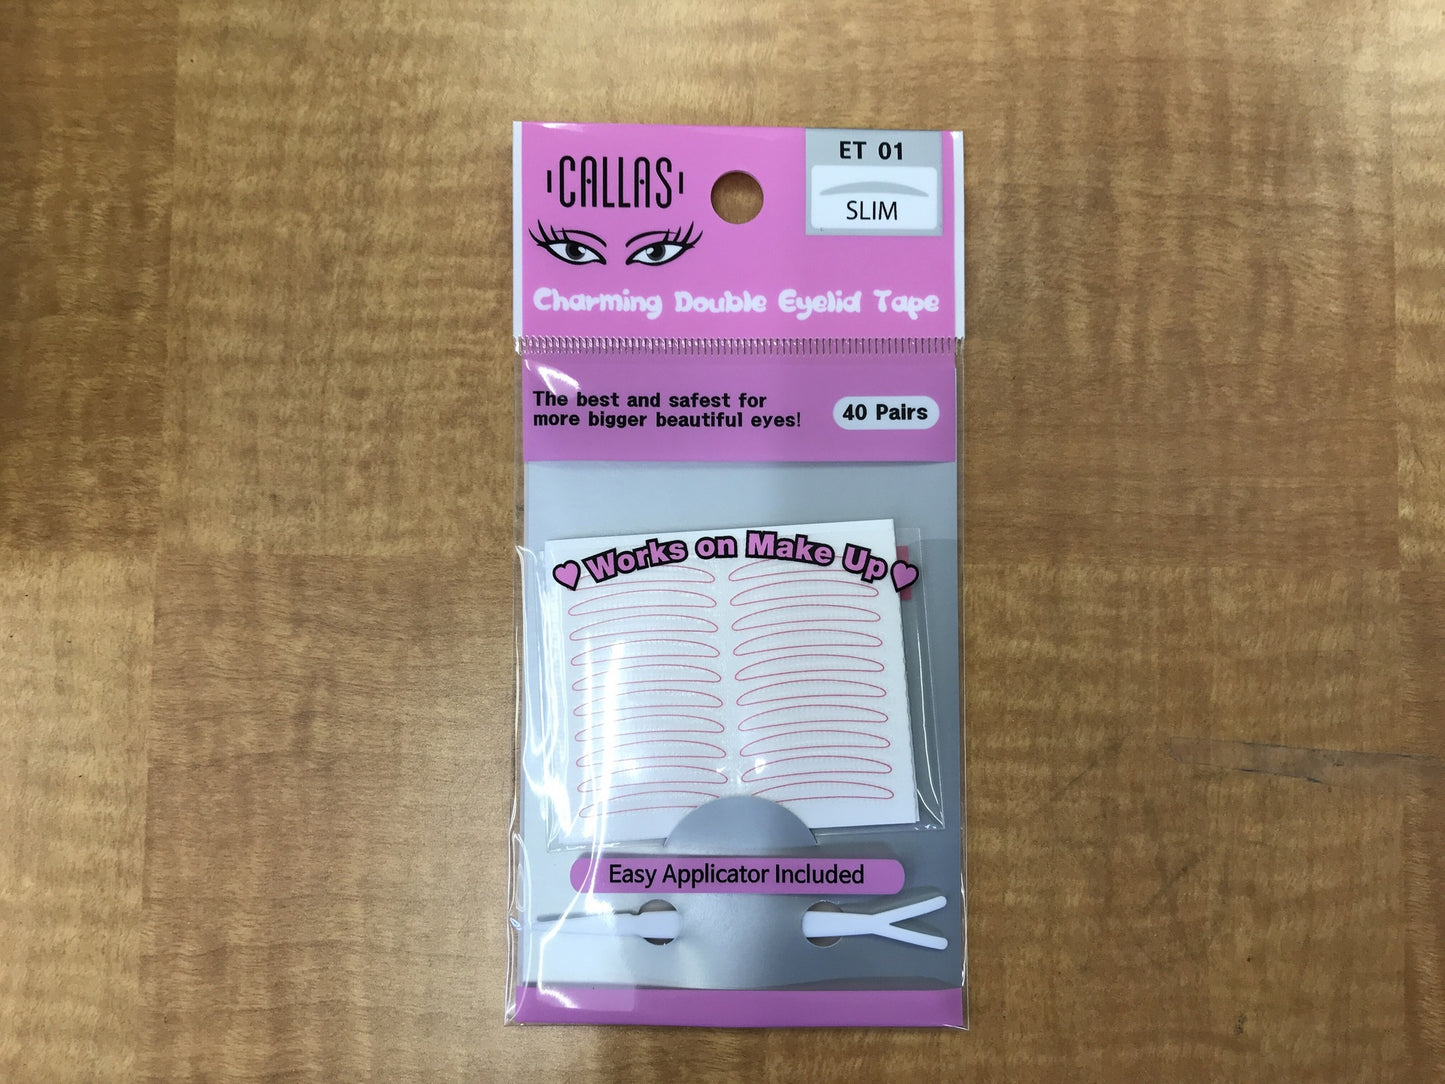 CALLAS
ET 01
SLIM
Charming Double Eyelid Tape
The best and safest for
more bigger beautiful eyes!
40 Pairs
Works on Make Up
Easy Applicator Included